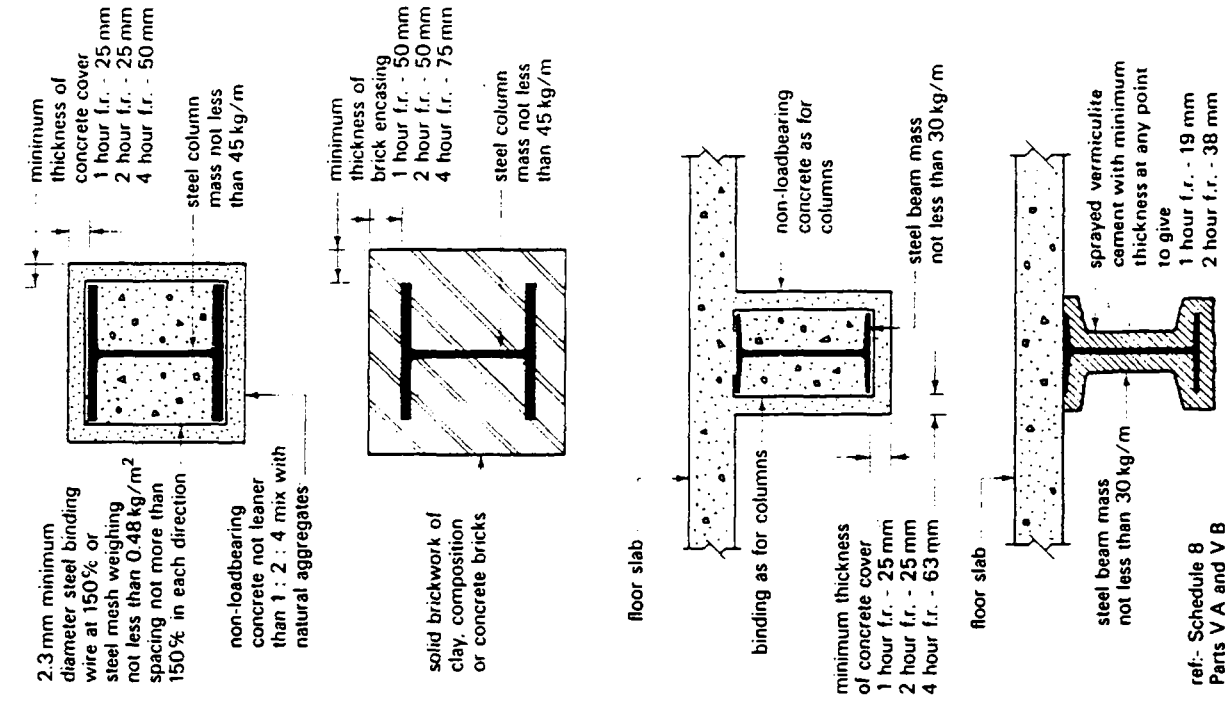 minimum
thickness of
concrete cover
1 hour f.r. - 25 mm
2 hour f.r. - 25 mm
4 hour f.r. - 50 mm
steel column
mass not less
than 45 kg/m
2.3 mm minimum
diameter steel binding
wire at 150% or
steel mesh weighing
not less than 0.48 kg/m²
spacing not more than
150% in each direction
non-loadbearing
concrete not leaner
than 1 : 2 : 4 mix with
natural aggregates
minimum
thickness of
brick encasing
1 hour f.r. - 50 mm
2 hour f.r. - 50 mm
4 hour f.r. - 75 mm
steel column
mass not less
than 45 kg/m
solid brickwork of
clay, composition
or concrete bricks
floor slab
non-loadbearing
concrete as for
columns
binding as for columns
steel beam mass
not less than 30 kg/m
minimum thickness
of concrete cover
1 hour f.r. - 25 mm
2 hour f.r. - 25 mm
4 hour f.r. - 63 mm
floor slab
sprayed vermiculite
cement with minimum
thickness at any point
to give
1 hour f.r. - 19 mm
2 hour f.r. - 38 mm
steel beam mass
not less than 30 kg/m
ref:- Schedule 8
Parts V A and V B